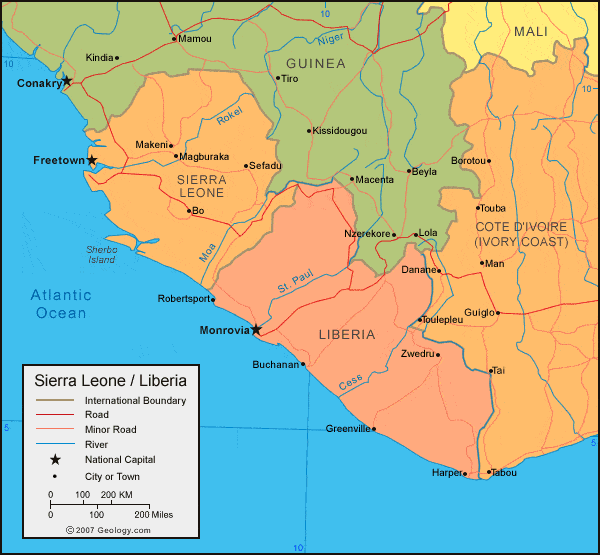 MALI
Mamou
Niger
10
Kindia
GUINEA
Tiro
Conakry
10
Rokel
Kissidougou
Makeni
Magburaka
Freetown
Sefadu
Borotou
Beyla
SIERRA
LEONE
Macenta
Bo
Touba
COTE D'IVOIRE
(IVORY COAST)
Nzerekore
Lola
Sherbo
Island
Moa
Man
Danane
St. Paul
Atlantic
Ocean
Robertsport
Guiglo
Toulepleu
Monrovia
LIBERIA
Zwedru
Buchanan
Tai
Cess
Sierra Leone / Liberia
International Boundary
Road
Minor Road
River
National Capital
City or Town
0 100 200 KM
0 100 200 Miles
© 2007 Geology.com
5
Greenville
5
Harper
Tabou
10